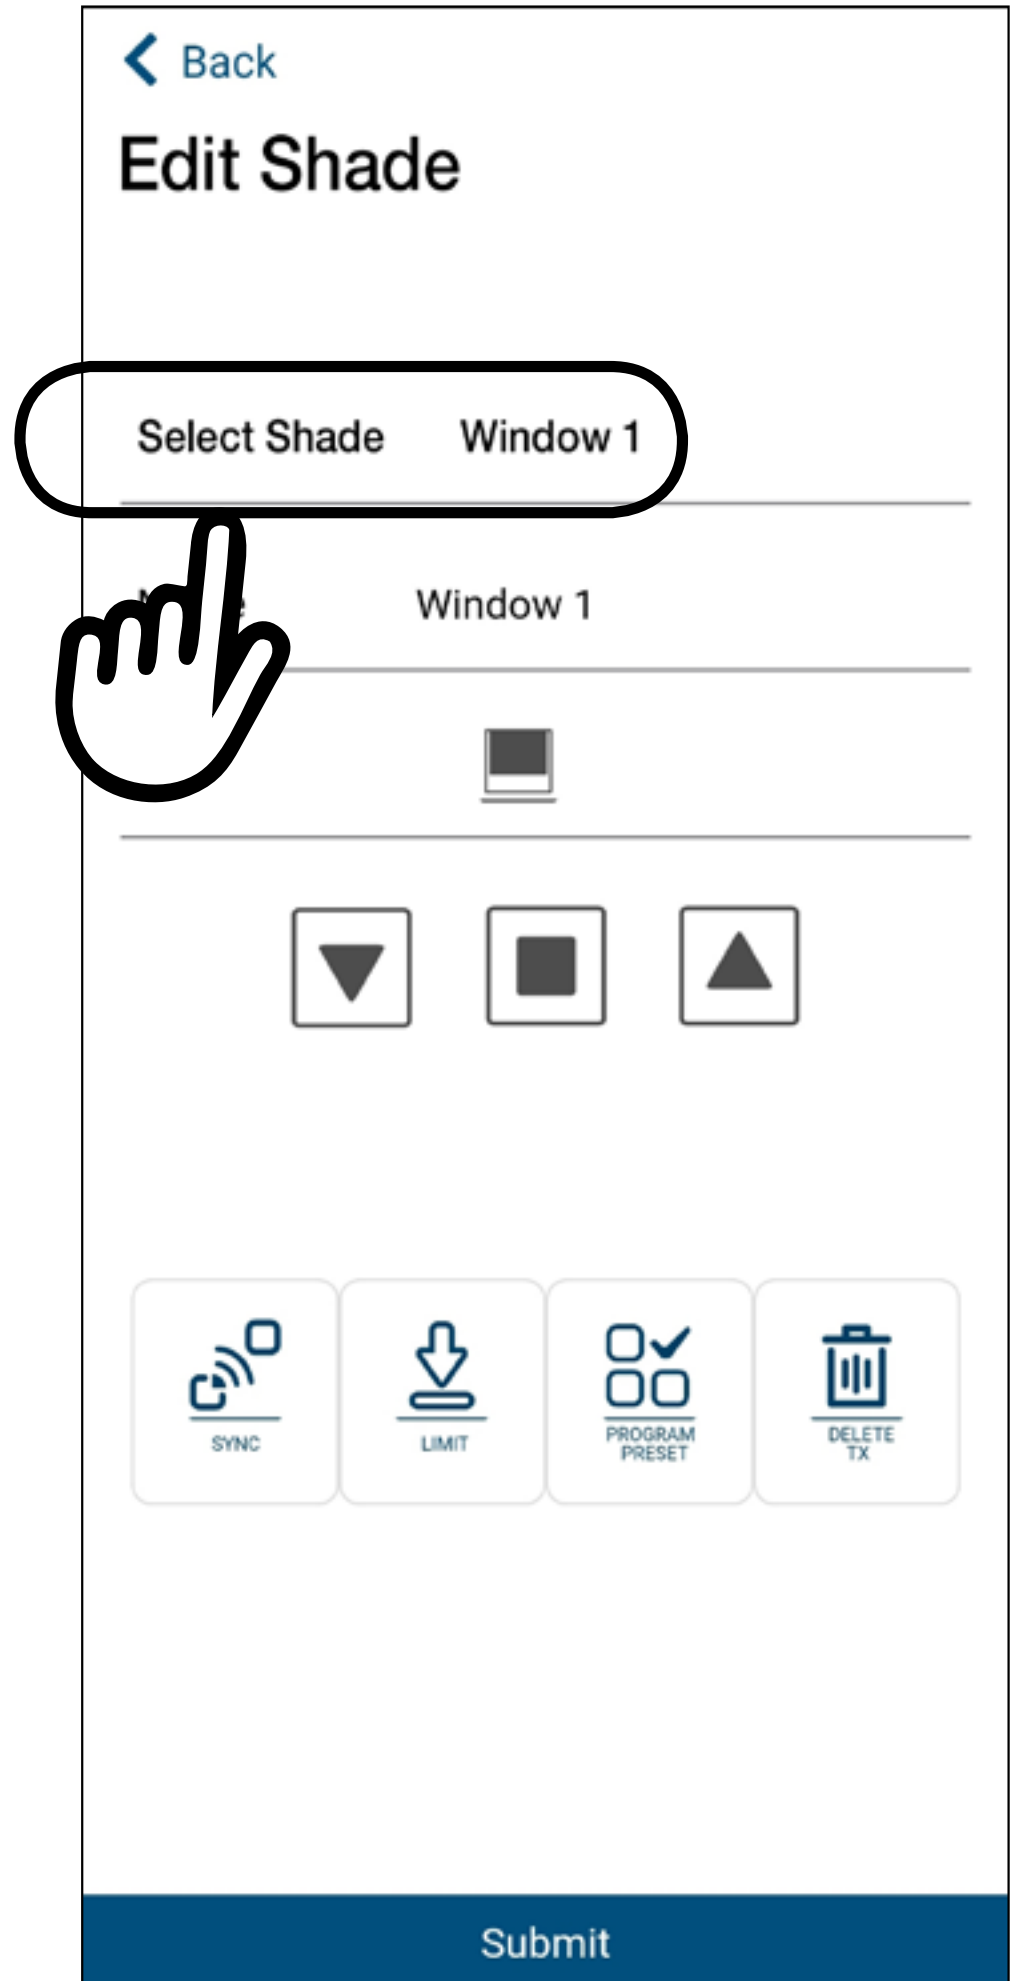 Back
Edit Shade
Select Shade Window 1
Window 1
SYNC
LIMIT
PROGRAM
PRESET
DELETE
TX
Submit